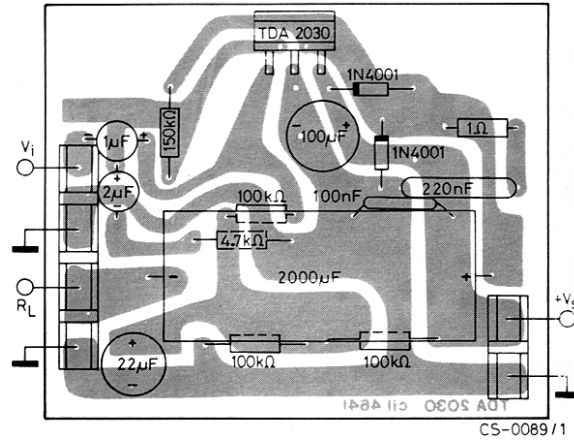 TDA 2030
1N4001
1Ω
Vi
1µF
150kΩ
100µF
1N4001
2µF
100kΩ
100nF
220nF
4.7kΩ
2000µF
RL
+Vs
22µF
100kΩ
100kΩ
TDA 2030 cil 4641
CS-0089/1